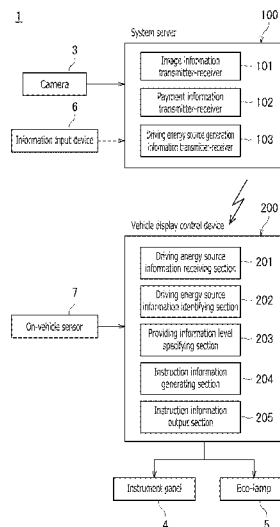 1
100
System server
3
Camera
Image information
transmitter-receiver
101
6
Payment information
transmitter-receiver
102
Information input device
Driving energy source generation
information transmitter-receiver
103
200
Vehicle display control device
Driving energy source
information receiving section
201
Driving energy source
information identifying section
202
7
On-vehicle sensor
Providing information level
specifying section
203
Instruction information
generating section
204
Instruction information
output section
205
Instrument panel
Eco-lamp
4
5